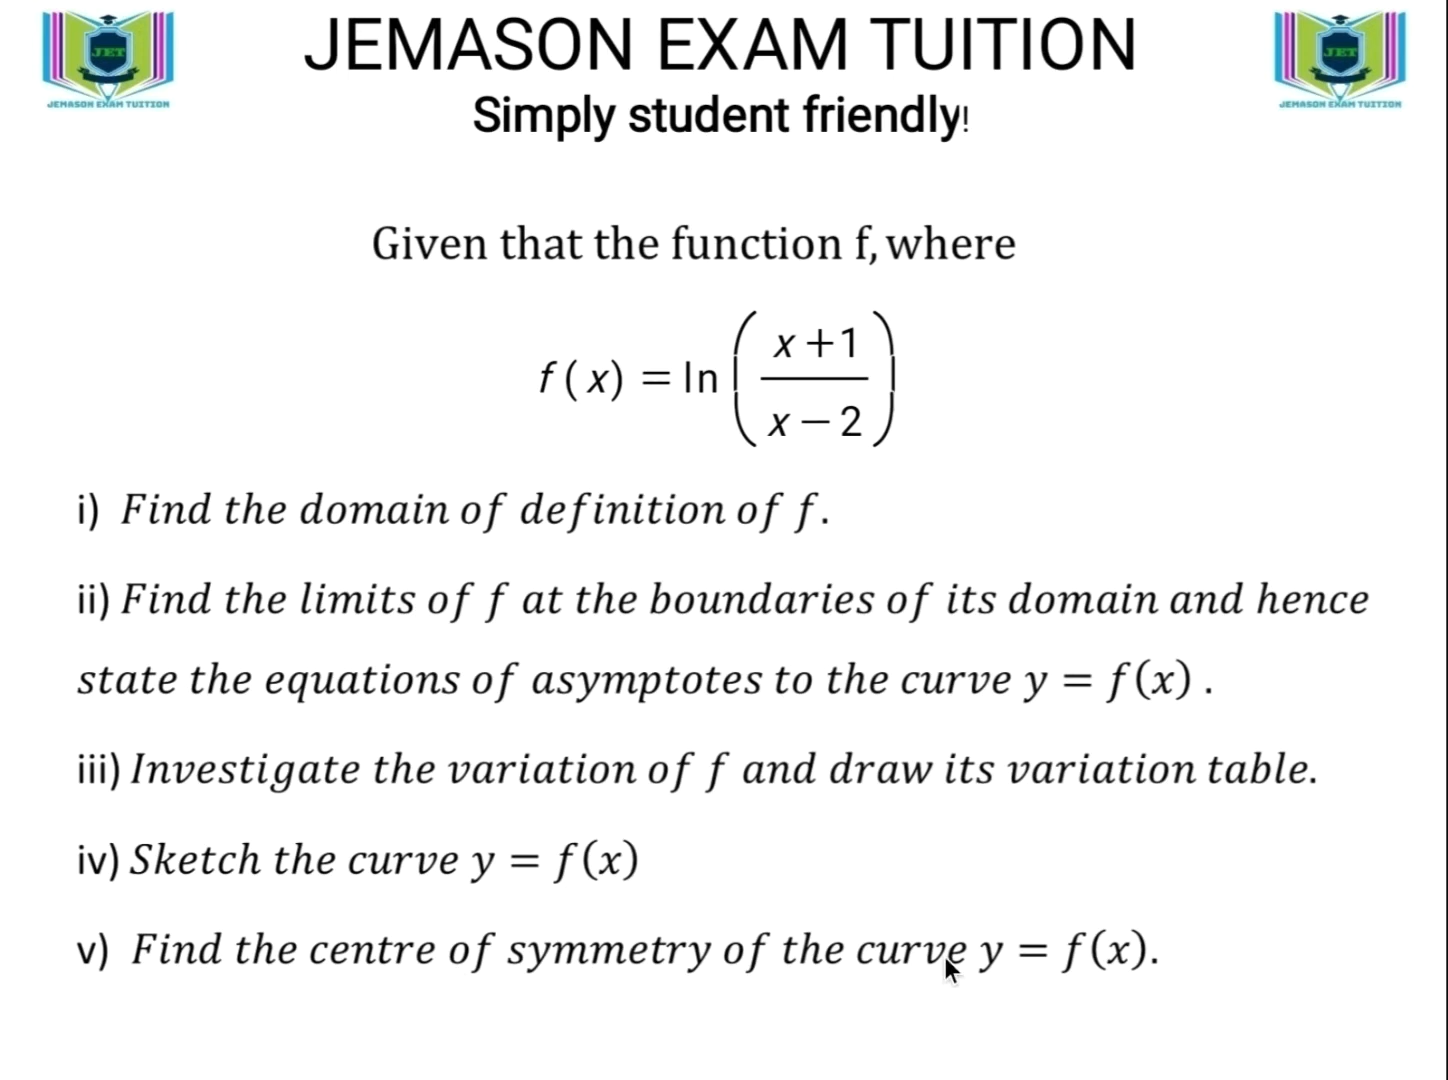 JET
JEMASON EXAM TUITION
JEMASON EXAM TUITION
Simply student friendly!
JET
JEMASON EXAM TUITION
Given that the function f, where
f(x) = ln((x+1)/(x−2))
i) Find the domain of definition of f.
ii) Find the limits of f at the boundaries of its domain and hence
state the equations of asymptotes to the curve y = f(x) .
iii) Investigate the variation of f and draw its variation table.
iv) Sketch the curve y = f(x)
v) Find the centre of symmetry of the curve y = f(x).